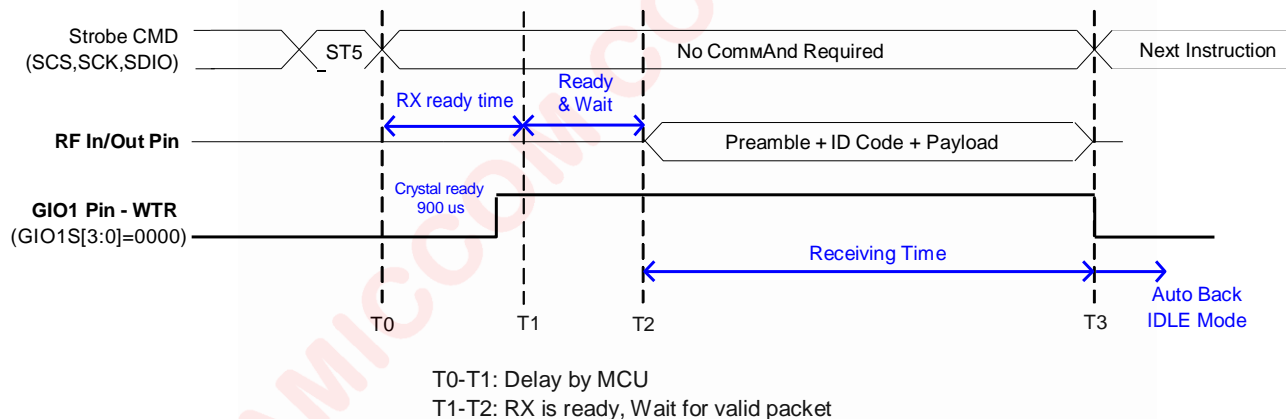 Strobe CMD
(SCS,SCK,SDIO)
_ST5
No CommAnd Required
Next Instruction
RX ready time
Ready
& Wait
RF In/Out Pin
Preamble + ID Code + Payload
Crystal ready
900 us
GIO1 Pin - WTR
(GIO1S[3:0]=0000)
Receiving Time
Auto Back
IDLE Mode
T0
T1
T2
T3
T0-T1: Delay by MCU
T1-T2: RX is ready, Wait for valid packet
AMICCOM CO